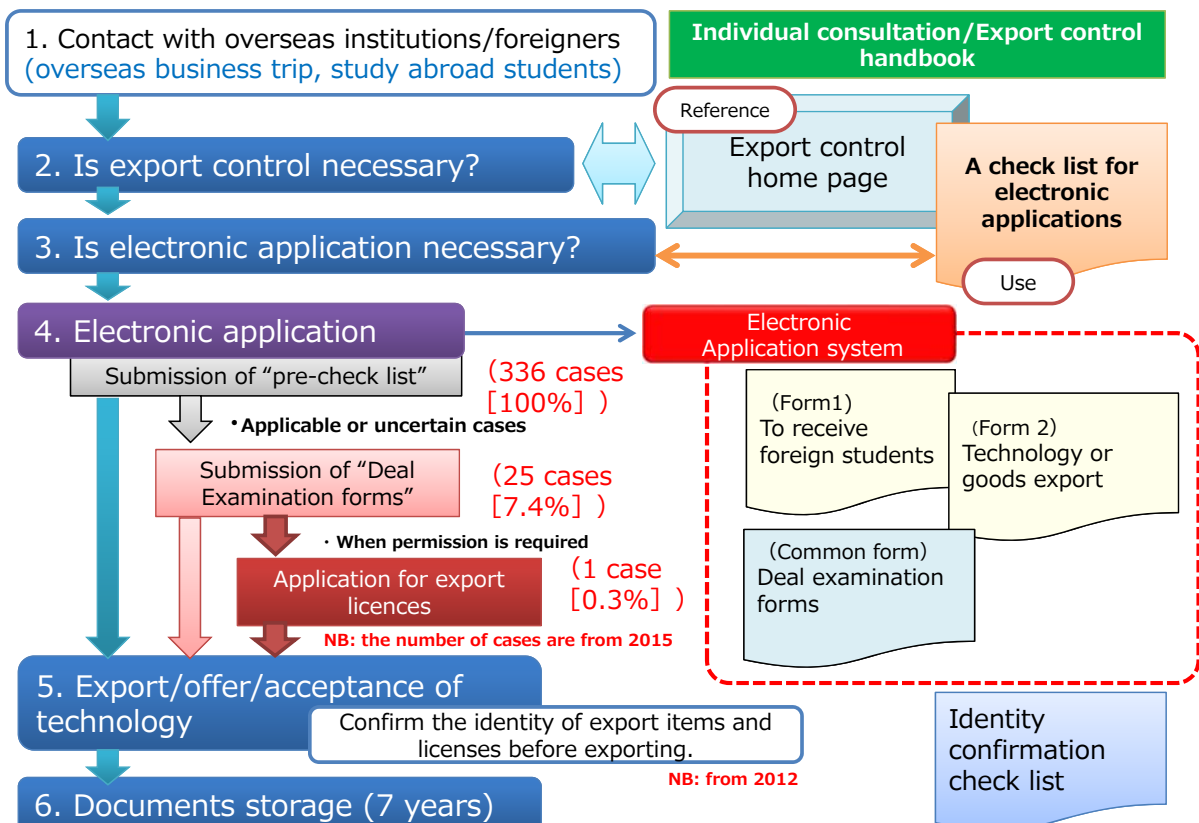 1. Contact with overseas institutions/foreigners
(overseas business trip, study abroad students)
Individual consultation/Export control
handbook
Reference
Export control
home page
2. Is export control necessary?
A check list for
electronic
applications
3. Is electronic application necessary?
Use
4. Electronic application
Electronic
Application system
Submission of “pre-check list”
（336 cases
［100%］）
・Applicable or uncertain cases
（Form1）
To receive
foreign students
（Form 2）
Technology or
goods export
Submission of “Deal
Examination forms”
（25 cases
［7.4%］）
・When permission is required
（Common form）
Deal examination
forms
Application for export
licences
（1 case
［0.3%］）
NB: the number of cases are from 2015
5. Export/offer/acceptance of
technology
Confirm the identity of export items and
licenses before exporting.
NB: from 2012
Identity
confirmation
check list
6. Documents storage (7 years)